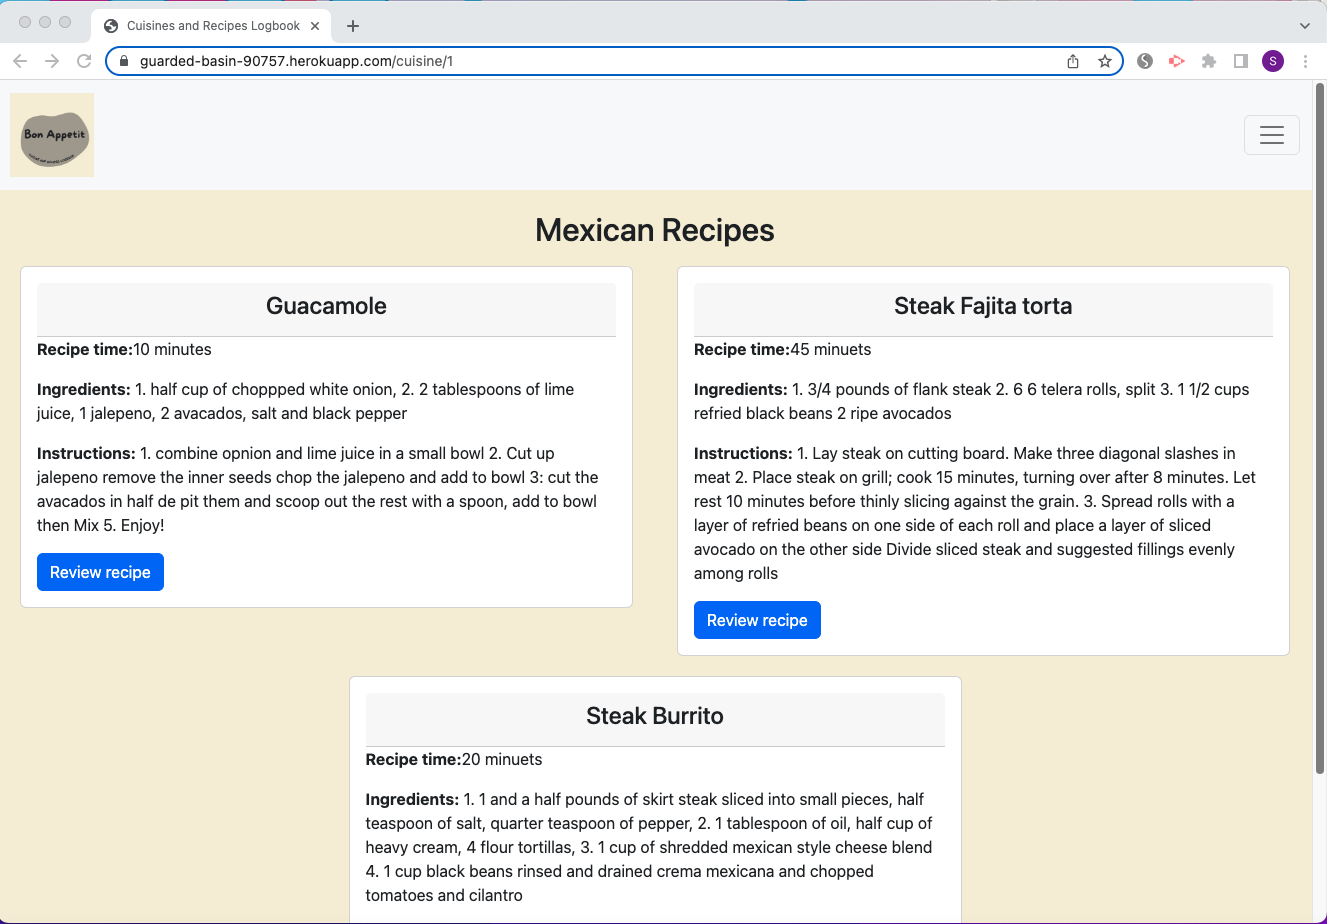 Cuisines and Recipes Logbook
guarded-basin-90757.herokuapp.com/cuisine/1
S
Bon Appetit
Mexican Recipes
Guacamole
Recipe time:10 minutes
Ingredients: 1. half cup of choppped white onion, 2. 2 tablespoons of lime
juice, 1 jalepeno, 2 avacados, salt and black pepper
Instructions: 1. combine opnion and lime juice in a small bowl 2. Cut up
jalepeno remove the inner seeds chop the jalepeno and add to bowl 3: cut the
avacados in half de pit them and scoop out the rest with a spoon, add to bowl
then Mix 5. Enjoy!
Review recipe
Steak Fajita torta
Recipe time:45 minuets
Ingredients: 1. 3/4 pounds of flank steak 2. 6 6 telera rolls, split 3. 1 1/2 cups
refried black beans 2 ripe avocados
Instructions: 1. Lay steak on cutting board. Make three diagonal slashes in
meat 2. Place steak on grill; cook 15 minutes, turning over after 8 minutes. Let
rest 10 minutes before thinly slicing against the grain. 3. Spread rolls with a
layer of refried beans on one side of each roll and place a layer of sliced
avocado on the other side Divide sliced steak and suggested fillings evenly
among rolls
Review recipe
Steak Burrito
Recipe time:20 minuets
Ingredients: 1. 1 and a half pounds of skirt steak sliced into small pieces, half
teaspoon of salt, quarter teaspoon of pepper, 2. 1 tablespoon of oil, half cup of
heavy cream, 4 flour tortillas, 3. 1 cup of shredded mexican style cheese blend
4. 1 cup black beans rinsed and drained crema mexicana and chopped
tomatoes and cilantro